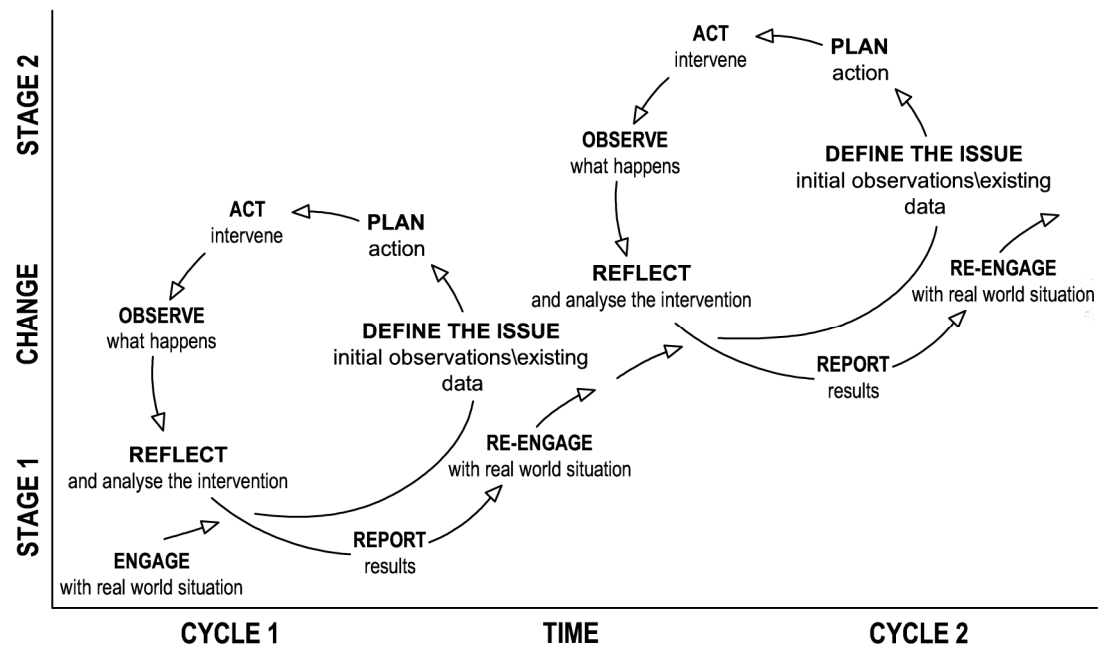 STAGE 2
CHANGE
STAGE 1
ACT
intervene
PLAN
action
OBSERVE
what happens
DEFINE THE ISSUE
initial observations\existing
data
REFLECT
and analyse the intervention
RE-ENGAGE
with real world situation
REPORT
results
ACT
intervene
PLAN
action
OBSERVE
what happens
DEFINE THE ISSUE
initial observations\existing
data
REFLECT
and analyse the intervention
RE-ENGAGE
with real world situation
REPORT
results
ENGAGE
with real world situation
CYCLE 1
TIME
CYCLE 2